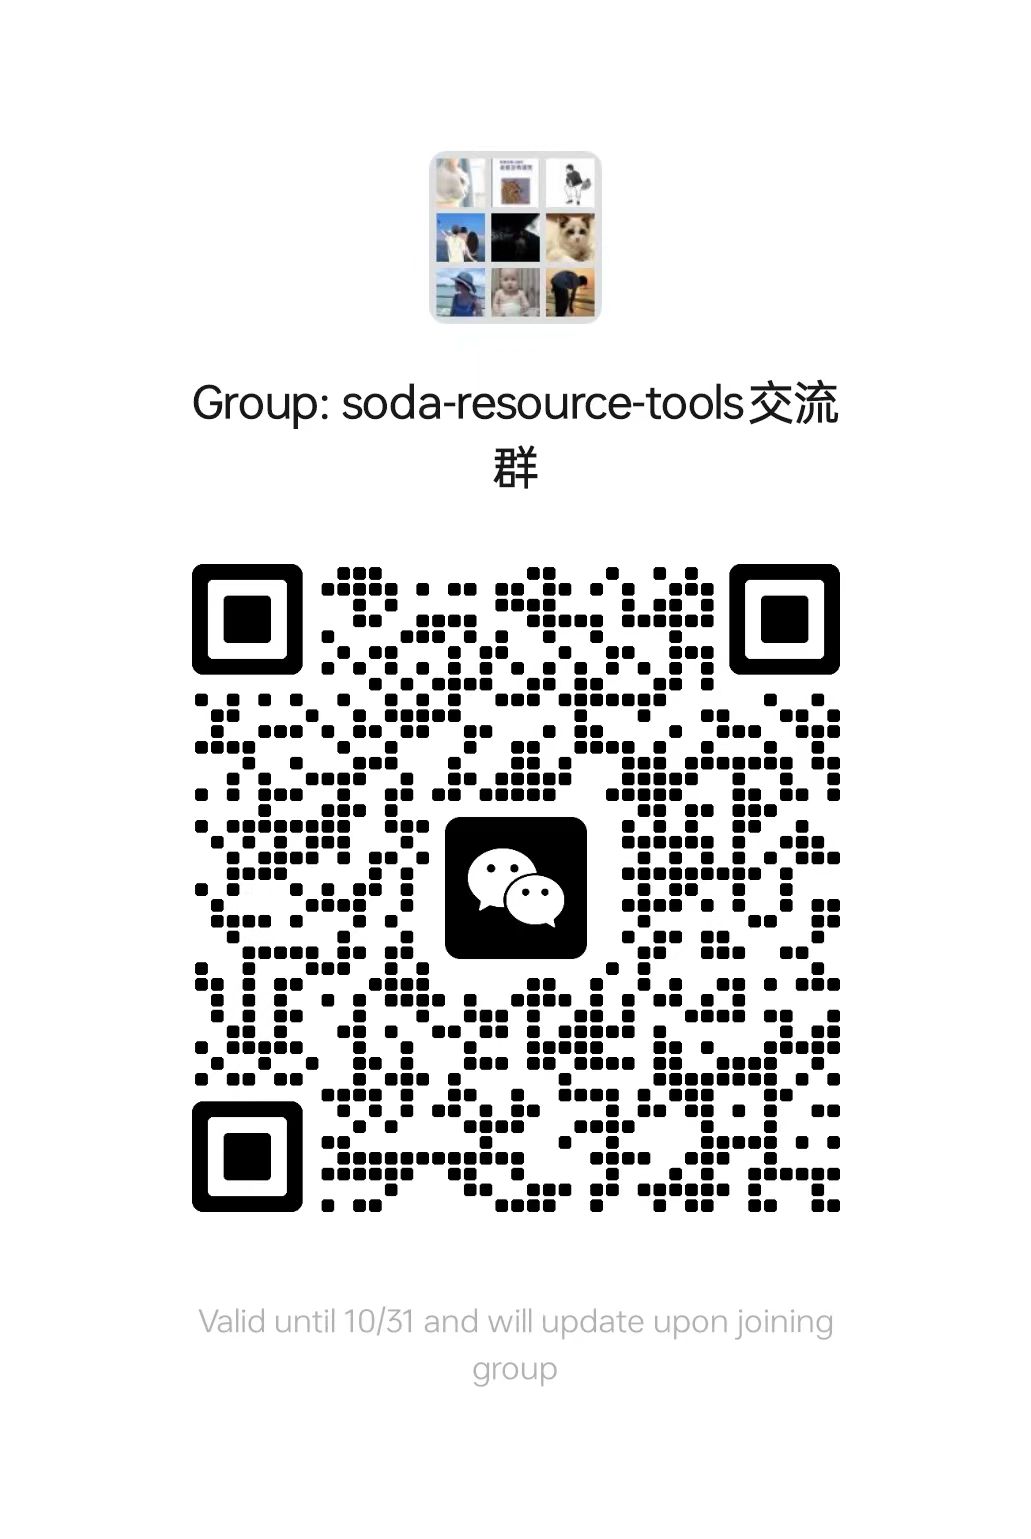 Group: soda-resource-tools交流
群
Valid until 10/31 and will update upon joining
group